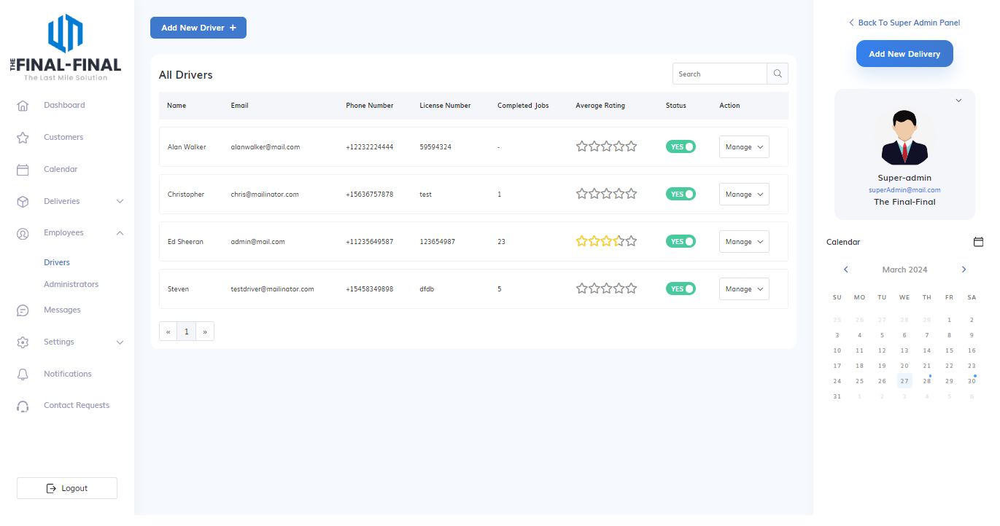 THE FINAL-FINAL
The Last Mile Solution
Dashboard
Customers
Calendar
Deliveries
Employees
Drivers
Administrators
Messages
Settings
Notifications
Contact Requests
Logout
Add New Driver +
All Drivers
Search
Name Email Phone Number License Number Completed Jobs Average Rating Status Action
Alan Walker alanwalker@mail.com +12232224444 59594324 - YES Manage
Christopher chris@mailinator.com +15636757878 test 1 YES Manage
Ed Sheeran admin@mail.com +11235649587 123654987 23 YES Manage
Steven testdriver@mailinator.com +15458349898 dfdb 5 YES Manage
« 1 »
Back To Super Admin Panel
Add New Delivery
Super-admin
superAdmin@mail.com
The Final-Final
Calendar
March 2024
SU MO TU WE TH FR SA
25 26 27 28 29 1 2
3 4 5 6 7 8 9
10 11 12 13 14 15 16
17 18 19 20 21 22 23
24 25 26 27 28 29 30
31 1 2 3 4 5 6